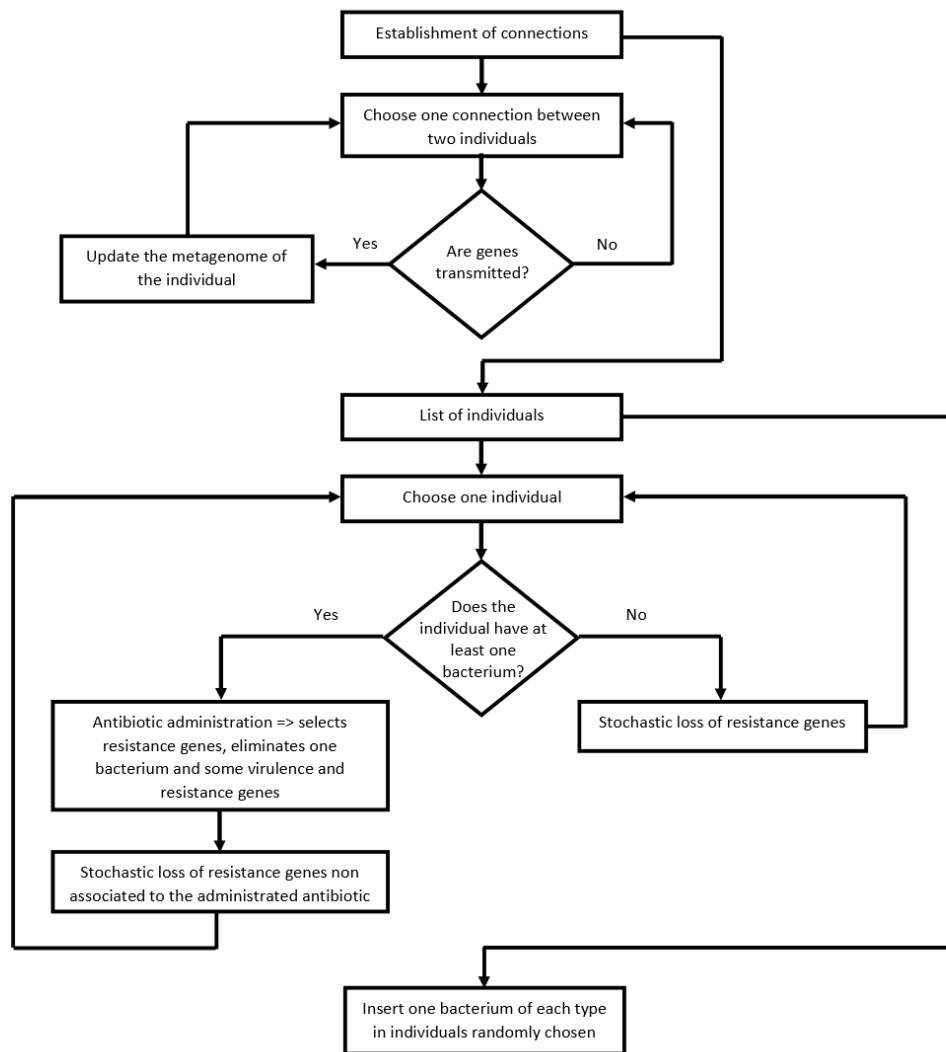 Establishment of connections
Choose one connection between
two individuals
Yes
No
Are genes
transmitted?
Update the metagenome of
the individual
List of individuals
Choose one individual
Yes
No
Does the
individual have at
least one
bacterium?
Antibiotic administration => selects
resistance genes, eliminates one
bacterium and some virulence and
resistance genes
Stochastic loss of resistance genes
Stochastic loss of resistance genes non
associated to the administrated antibiotic
Insert one bacterium of each type
in individuals randomly chosen